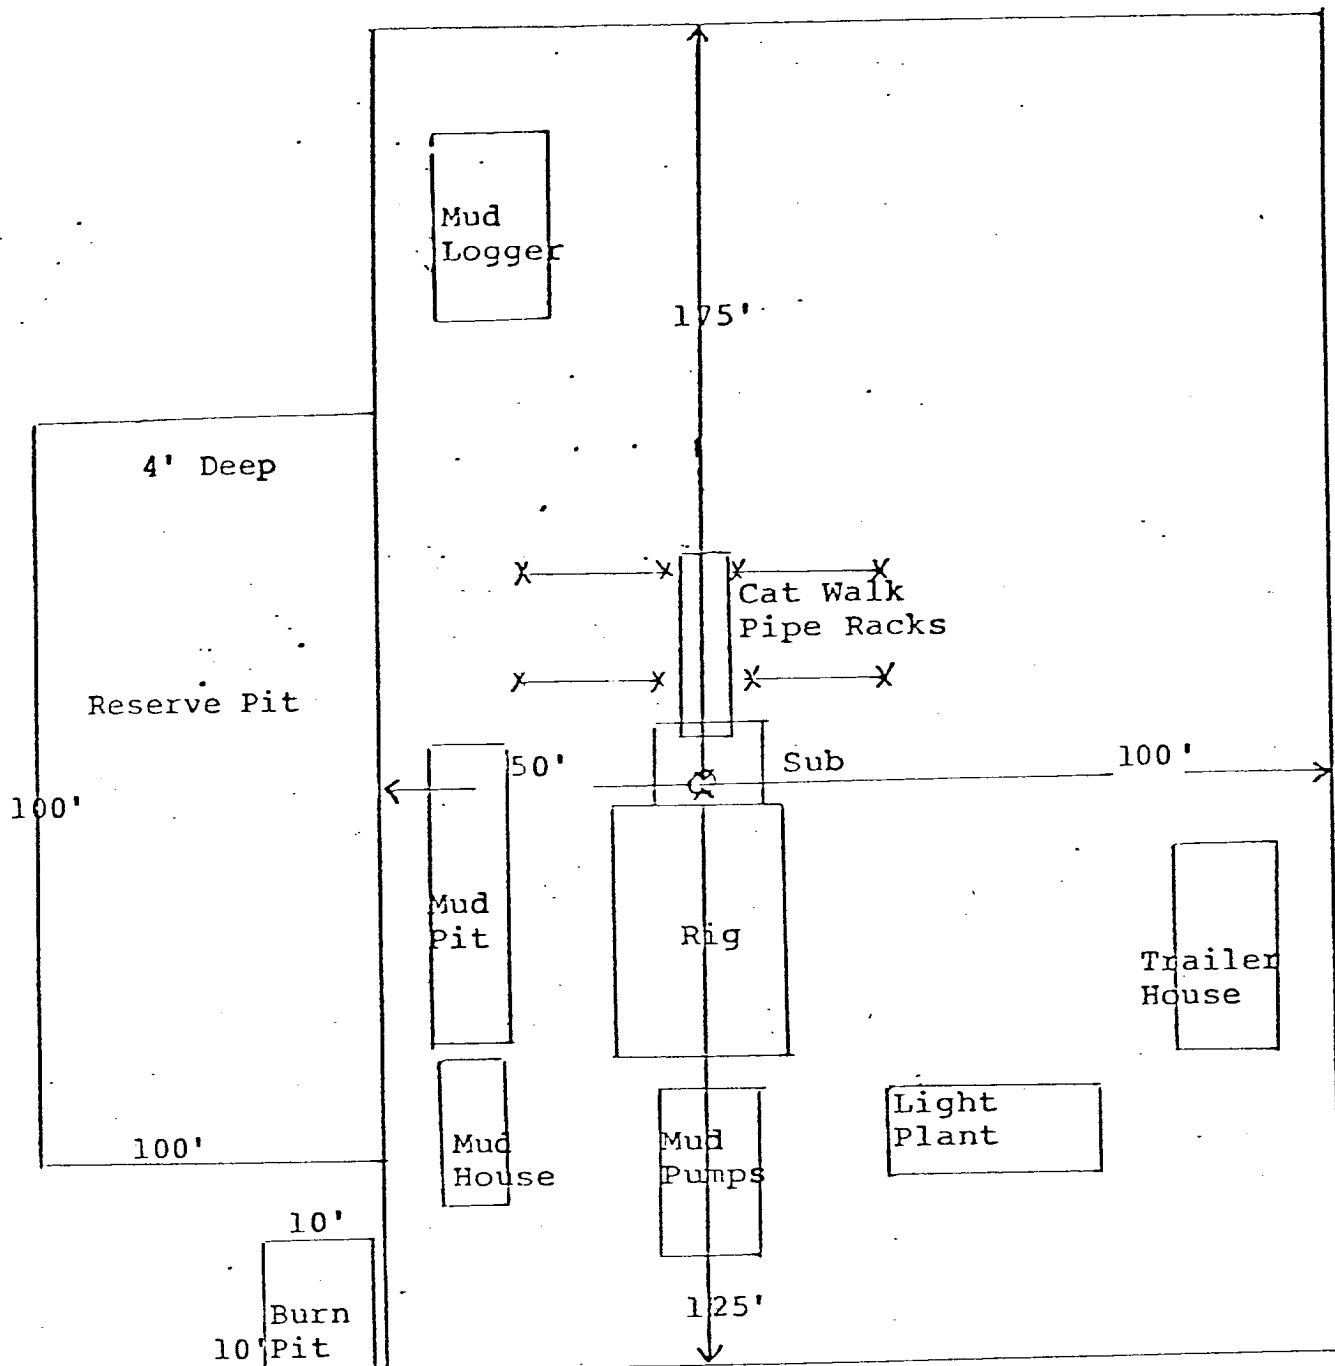 Mud
Logger
175'
4' Deep
Cat Walk
Pipe Racks
Reserve Pit
50'
Sub
100'
100'
Mud
Pit
Rig
Trailer
House
Light
Plant
100'
Mud
House
Mud
Pumps
10'
125'
Burn
10'Pit